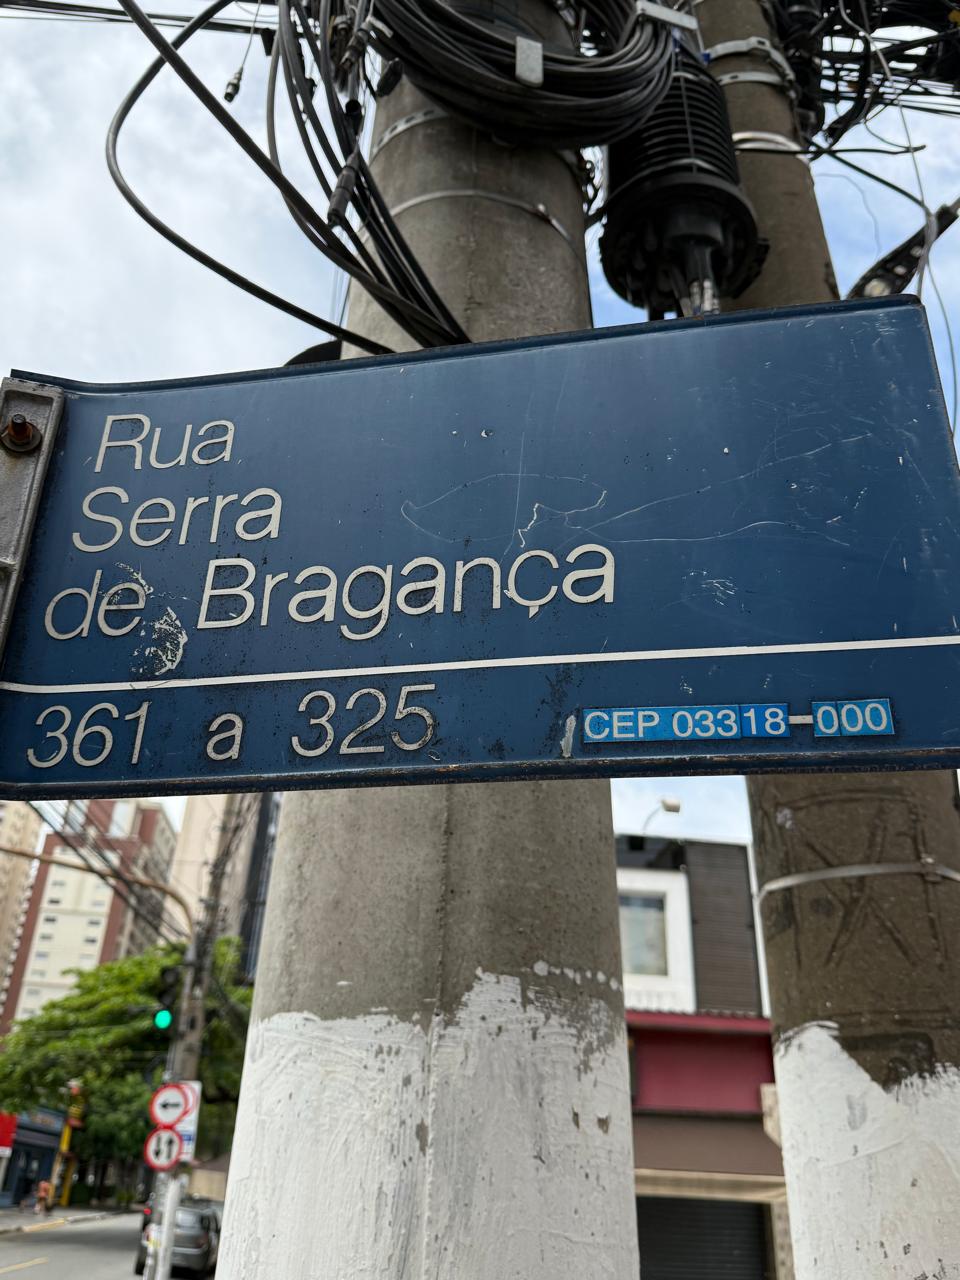 Rua
Serra
de Bragança
361 a 325
CEP 03318-000